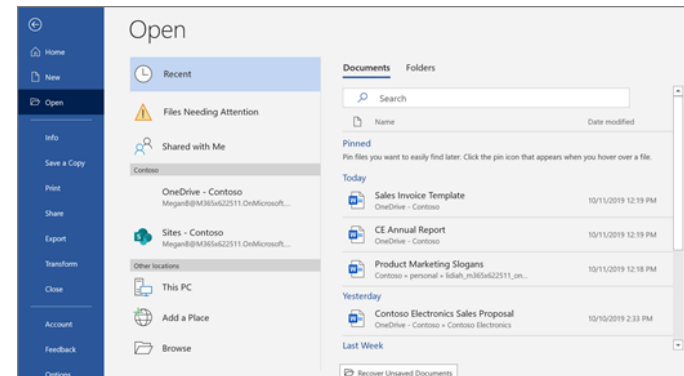 Open
Home
New
Open
Info
Save a Copy
Print
Share
Export
Transform
Close
Account
Feedback
Options
Recent
Files Needing Attention
Shared with Me
Contoso
OneDrive - Contoso
Megan8@M365x622511.OnMicrosoft...
Sites - Contoso
Megan8@M365x622511.OnMicrosoft...
Other locations
This PC
Add a Place
Browse
Documents Folders
Search
Name Date modified
Pinned
Pin files you want to easily find later. Click the pin icon that appears when you hover over a file.
Today
Sales Invoice Template 10/11/2019 12:19 PM
OneDrive - Contoso
CE Annual Report 10/11/2019 12:19 PM
OneDrive - Contoso
Product Marketing Slogans 10/11/2019 12:18 PM
Contoso » personal » lidiah_m365x622511_on...
Yesterday
Contoso Electronics Sales Proposal 10/10/2019 2:33 PM
OneDrive - Contoso » Contoso Electronics
Last Week
Recover Unsaved Documents